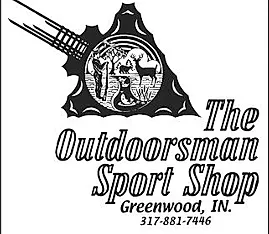 The
Outdoorsman
Sport Shop
Greenwood, IN.
317-881-7446